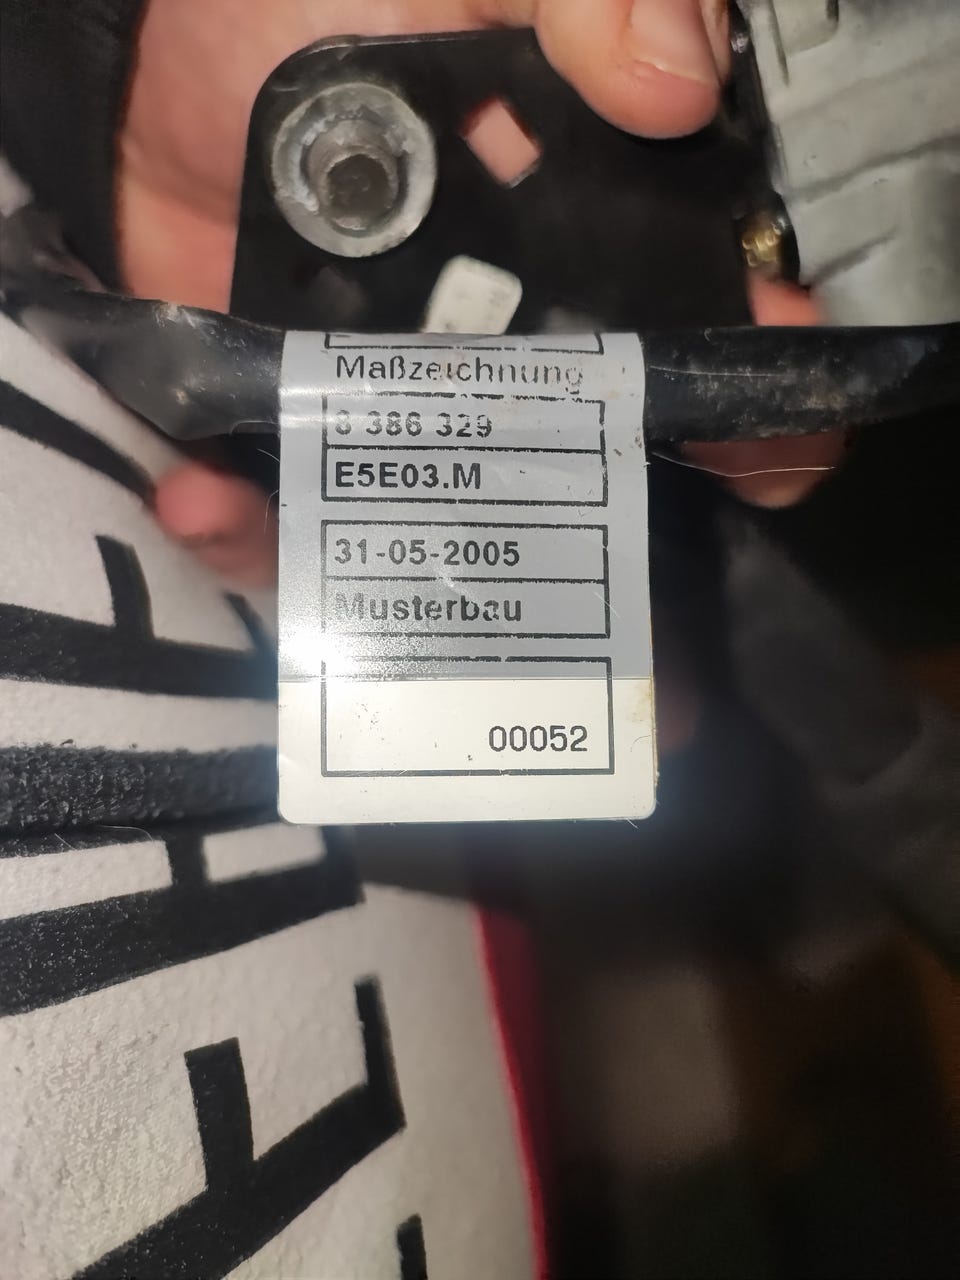 Maßzeichnung
8 386 329
E5E03.M
31-05-2005
Musterbau
00052